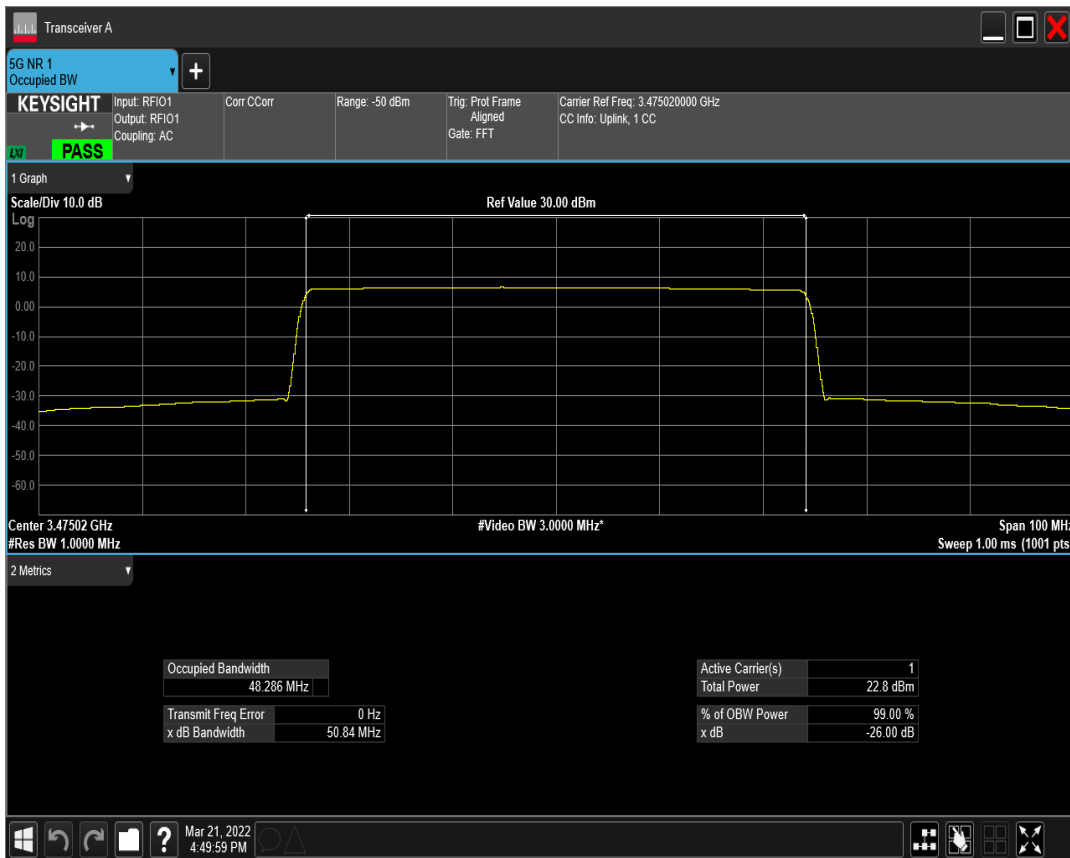 Transceiver A
5G NR 1
Occupied BW
+
KEYSIGHT
LXI
PASS
Input: RFIO1
Output: RFIO1
Coupling: AC
Corr CCorr
Range: -50 dBm
Trig: Prot Frame
Aligned
Gate: FFT
Carrier Ref Freq: 3.475020000 GHz
CC Info: Uplink, 1 CC
1 Graph
Scale/Div 10.0 dB
Ref Value 30.00 dBm
Log
20.0
10.0
0.00
-10.0
-20.0
-30.0
-40.0
-50.0
-60.0
Center 3.47502 GHz
#Video BW 3.0000 MHz*
Span 100 MHz
#Res BW 1.0000 MHz
Sweep 1.00 ms (1001 pts
2 Metrics
Occupied Bandwidth
48.286 MHz
Transmit Freq Error 0 Hz
x dB Bandwidth 50.84 MHz
Active Carrier(s) 1
Total Power 22.8 dBm
% of OBW Power 99.00 %
x dB -26.00 dB
?
Mar 21, 2022
4:49:59 PM